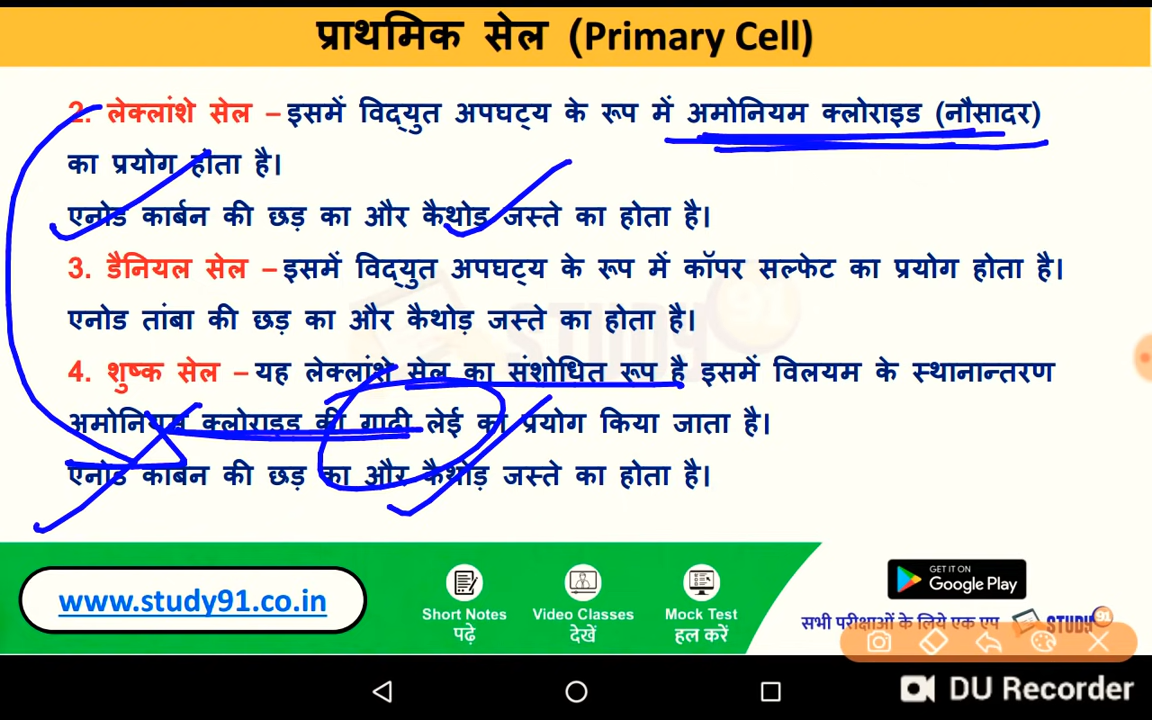 प्राथमिक सेल (Primary Cell)
2. लेक्लांशे सेल – इसमें विद्युत अपघट्य के रूप में अमोनियम क्लोराइड (नौसादर)
का प्रयोग होता है।
एनोड कार्बन की छड़ का और कैथोड़ जस्ते का होता है।
3. डैनियल सेल – इसमें विद्युत अपघट्य के रूप में कॉपर सल्फेट का प्रयोग होता है।
एनोड तांबा की छड़ का और कैथोड़ जस्ते का होता है।
4. शुष्क सेल – यह लेक्लांशे सेल का संशोधित रूप है इसमें विलयम के स्थानान्तरण
अमोनियम क्लोराइड की गाढी लेई का प्रयोग किया जाता है।
एनोड कार्बन की छड़ का और कैथोड़ जस्ते का होता है।
www.study91.co.in
Short Notes
पढ़े
Video Classes
देखें
Mock Test
हल करें
GET IT ON
Google Play
सभी परीक्षाओं के लिये एक एप
STUDY 91
DU Recorder